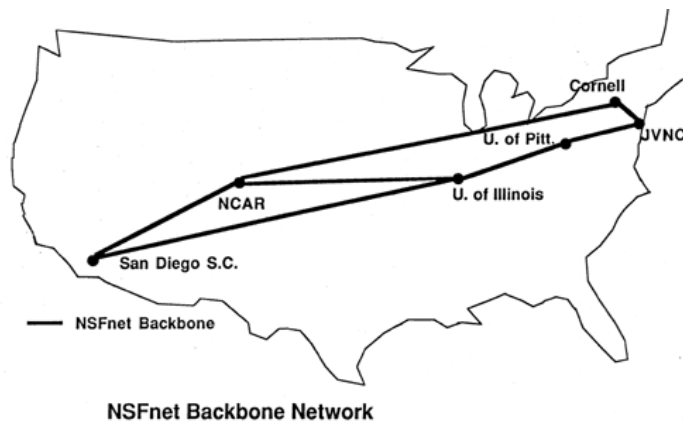 Cornell
U. of Pitt.
JVNC
NCAR
U. of Illinois
San Diego S.C.
NSFnet Backbone
NSFnet Backbone Network